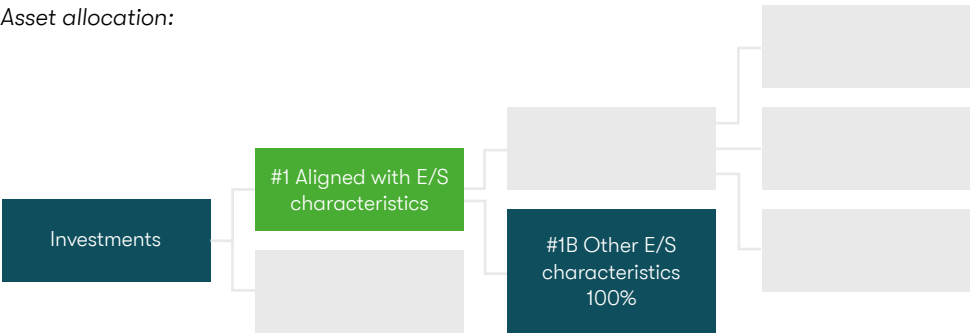 Asset allocation:
#1 Aligned with E/S
characteristics
Investments
#1B Other E/S
characteristics
100%